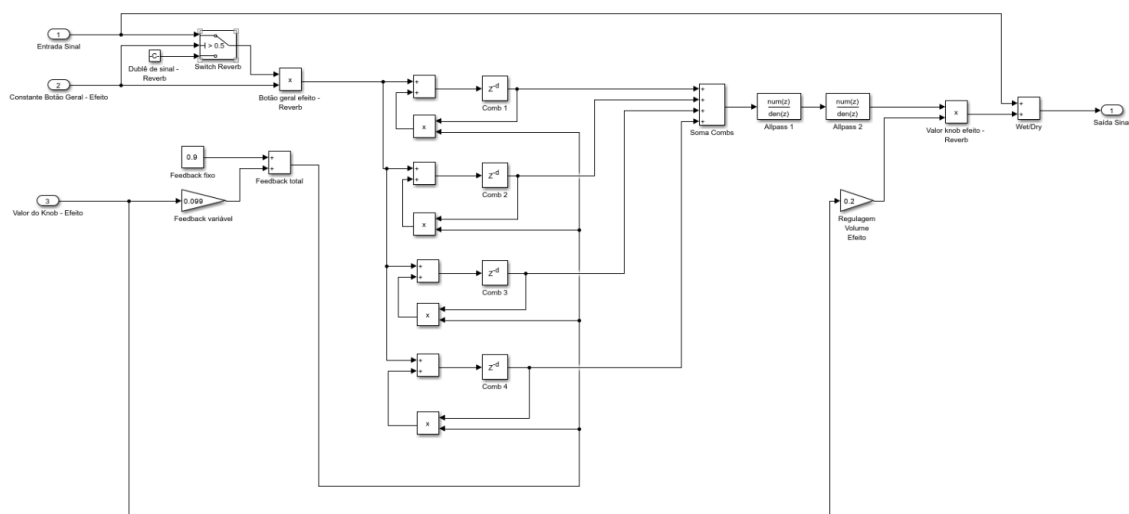 1
Entrada Sinal
> 0.5
Switch Reverb
-C-
Dublê de sinal -
Reverb
2
Constante Botão Geral - Efeito
x
Botão geral efeito -
Reverb
0.9
Feedback fixo
+
+
Feedback total
3
Valor do Knob - Efeito
0.099
Feedback variável
+
+
Z-d
Comb 1
x
+
+
Z-d
Comb 2
x
+
+
Z-d
Comb 3
x
+
+
Z-d
Comb 4
x
+
+
+
+
Soma Combs
num(z)
den(z)
Allpass 1
num(z)
den(z)
Allpass 2
x
Valor knob efeito -
Reverb
0.2
Regulagem
Volume
Efeito
+
+
Wet/Dry
1
Saída Sinal